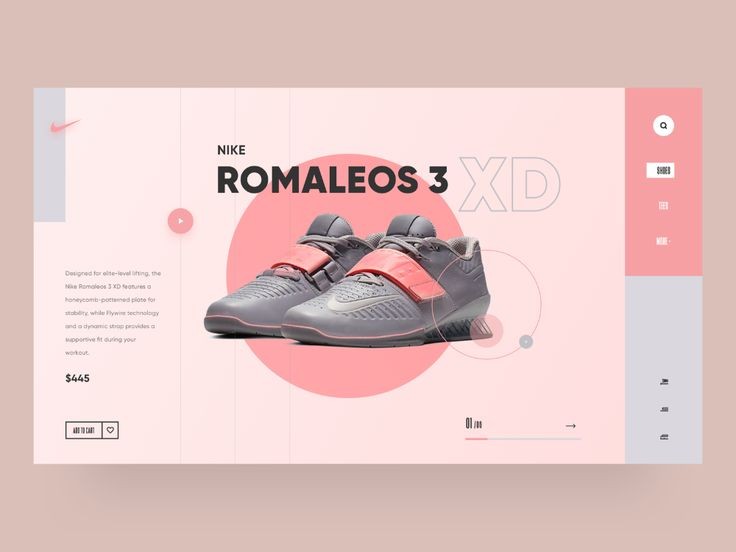 NIKE
ROMALEOS 3 XD
Designed for elite-level lifting, the
Nike Romaleos 3 XD features a
honeycomb-patterned plate for
stability, while Flywire technology
and a dynamic strap provides a
supportive fit during your
workout.
$445
ADD TO CART
01 /09
SHOES
TEES
MORE